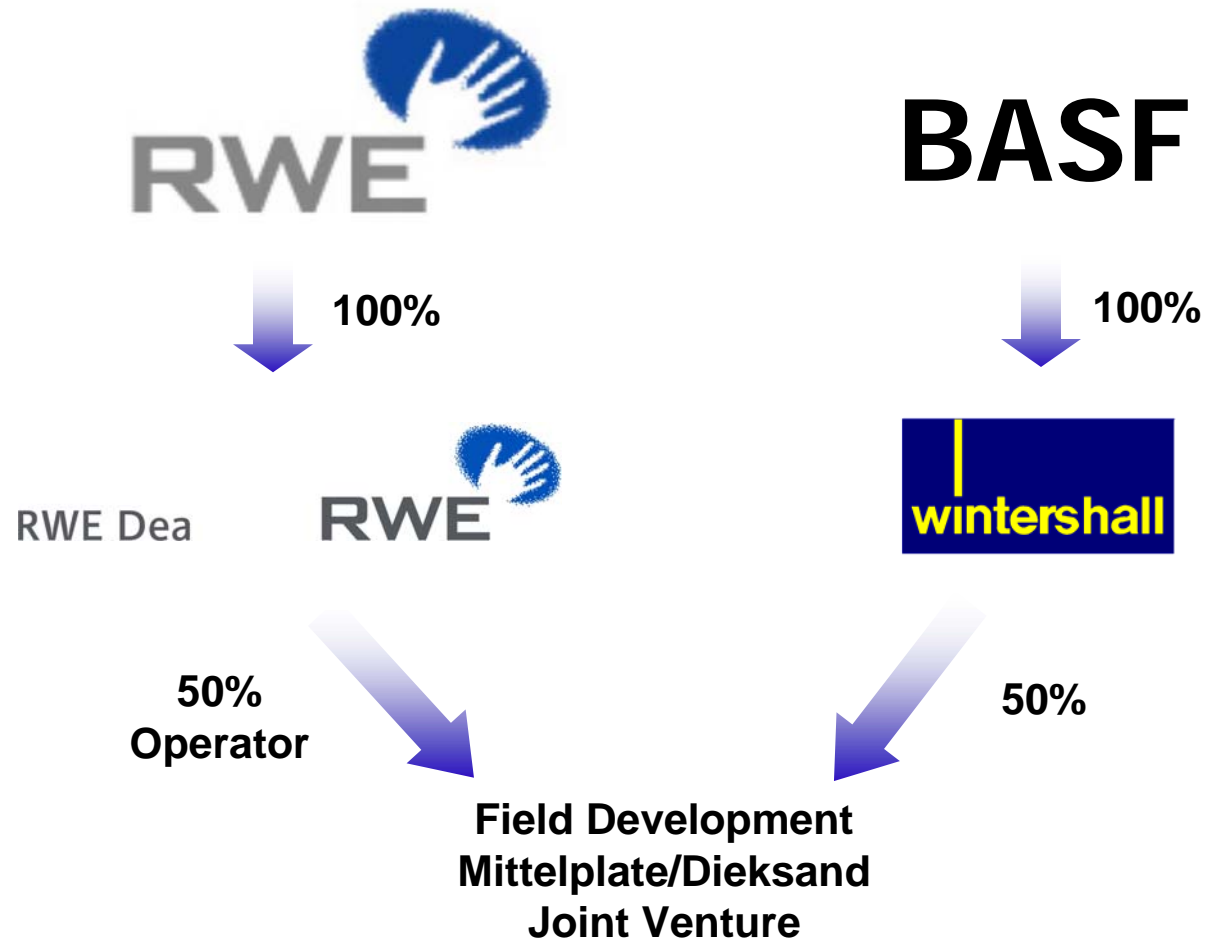 RWE
BASF
100%
100%
RWE Dea
RWE
wintershall
50%
Operator
50%
Field Development
Mittelplate/Dieksand
Joint Venture